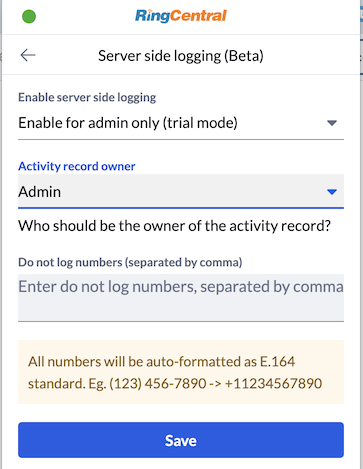 RingCentral
Server side logging (Beta)
Enable server side logging
Enable for admin only (trial mode)
Activity record owner
Admin
Who should be the owner of the activity record?
Do not log numbers (separated by comma)
Enter do not log numbers, separated by comma
All numbers will be auto-formatted as E.164
standard. Eg. (123) 456-7890 -> +11234567890
Save